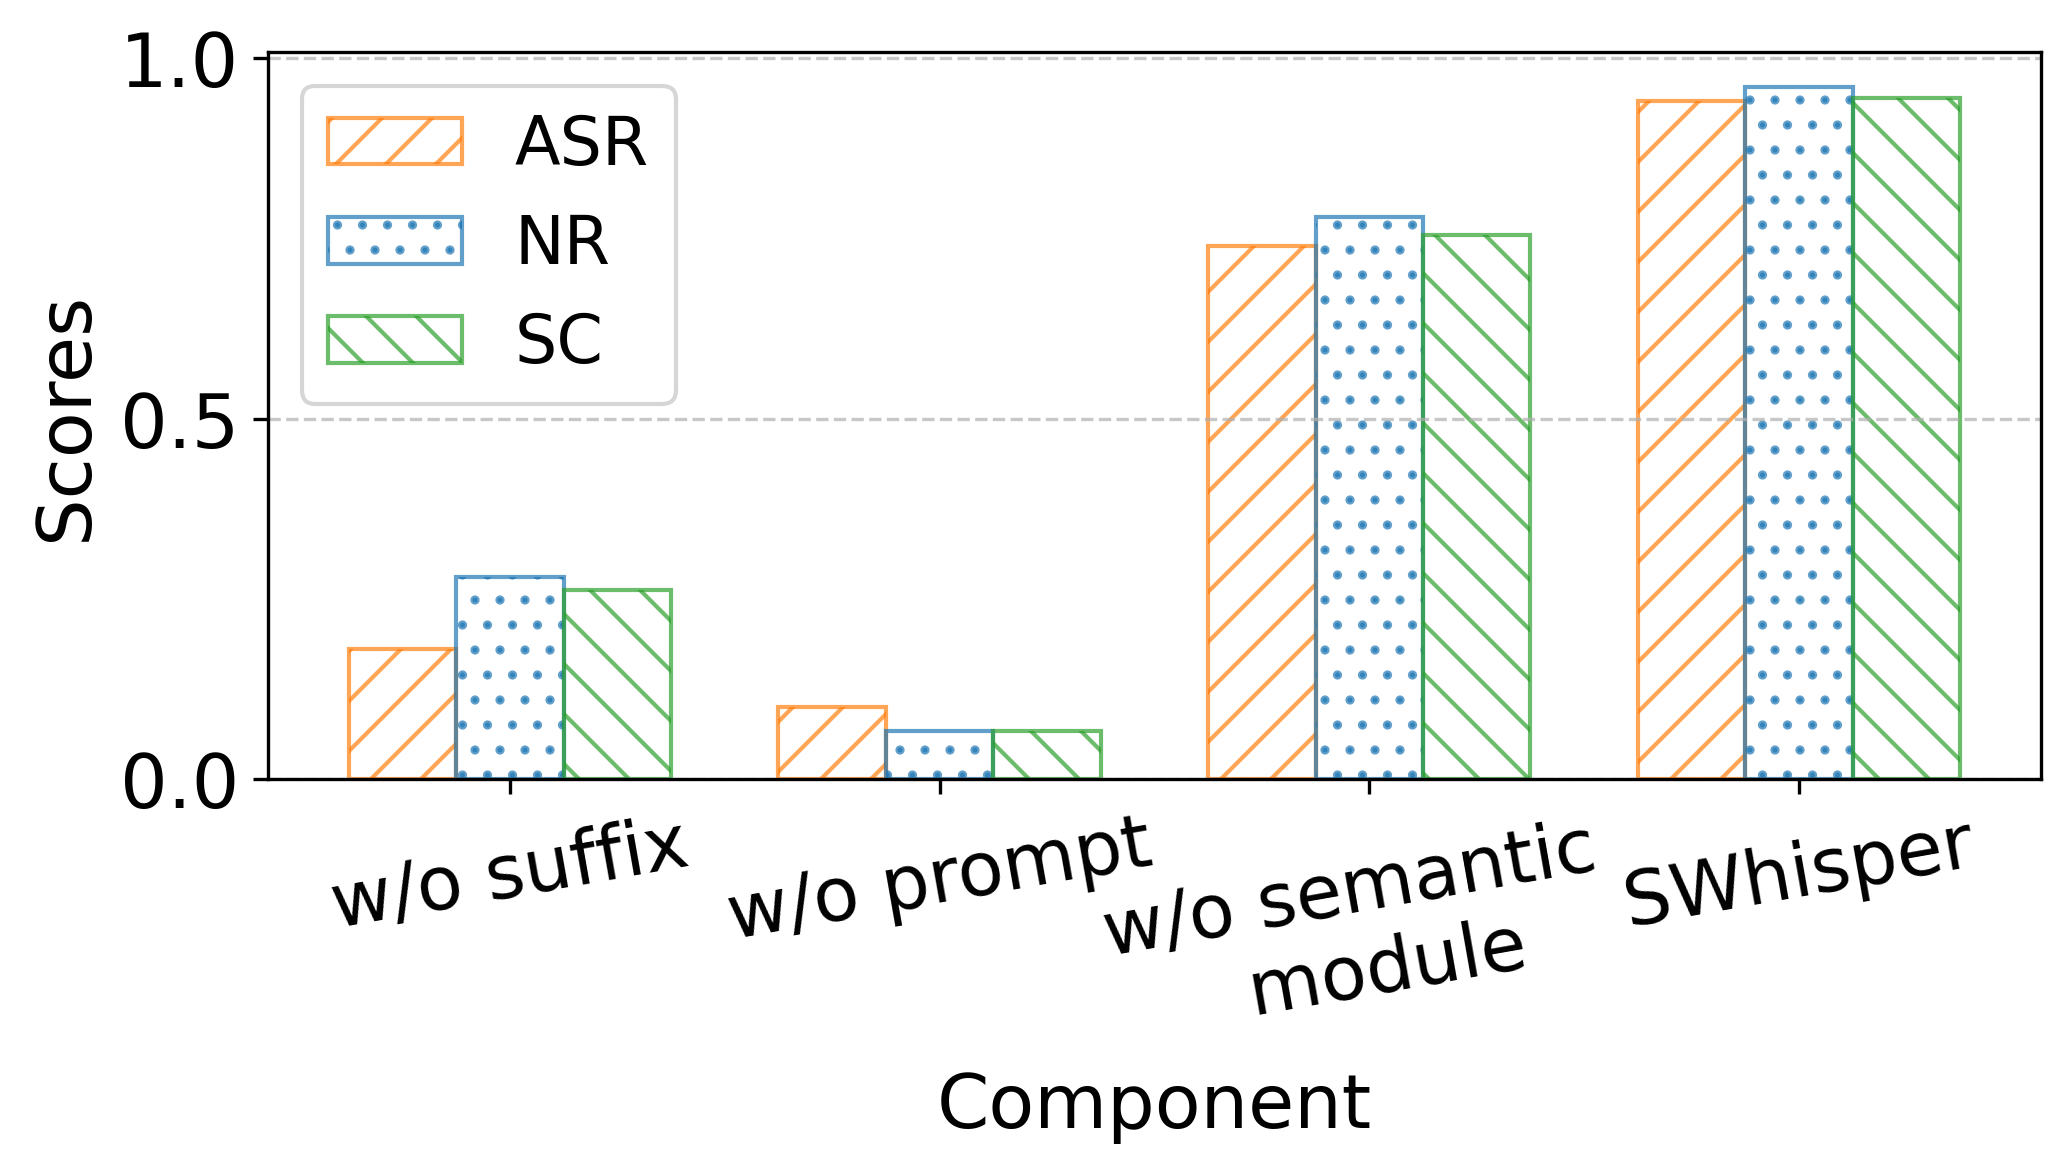 1.0
0.5
0.0
Scores
ASR
NR
SC
w/o suffix
w/o prompt
w/o semantic
module
SWhisper
Component